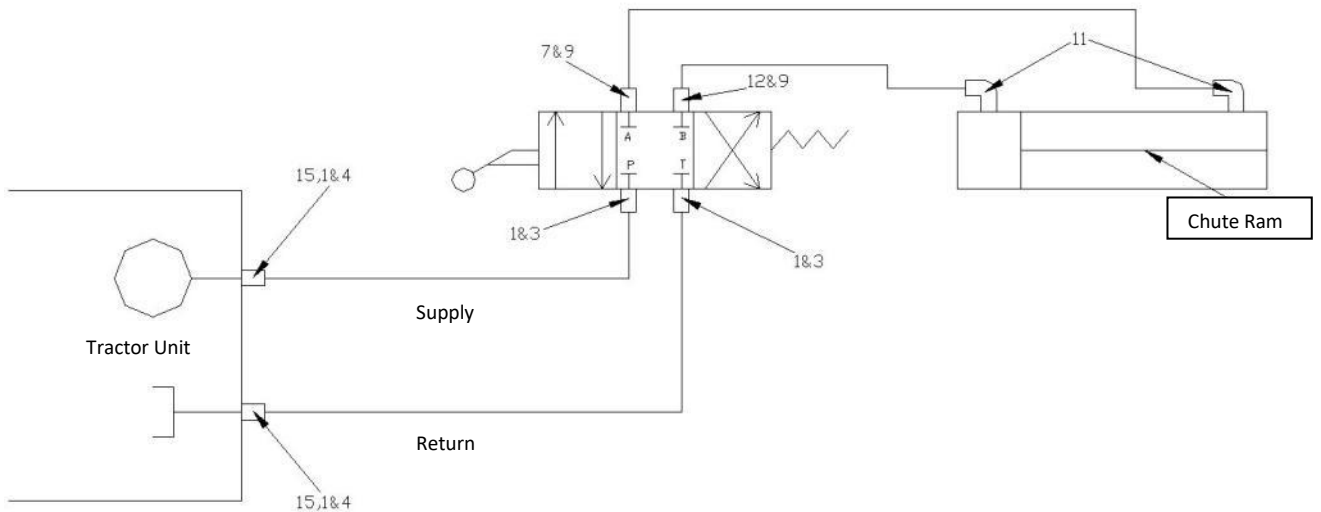 7&9
11
12&9
A
B
P
T
15,1&4
1&3
1&3
Chute Ram
Supply
Tractor Unit
Return
15,1&4